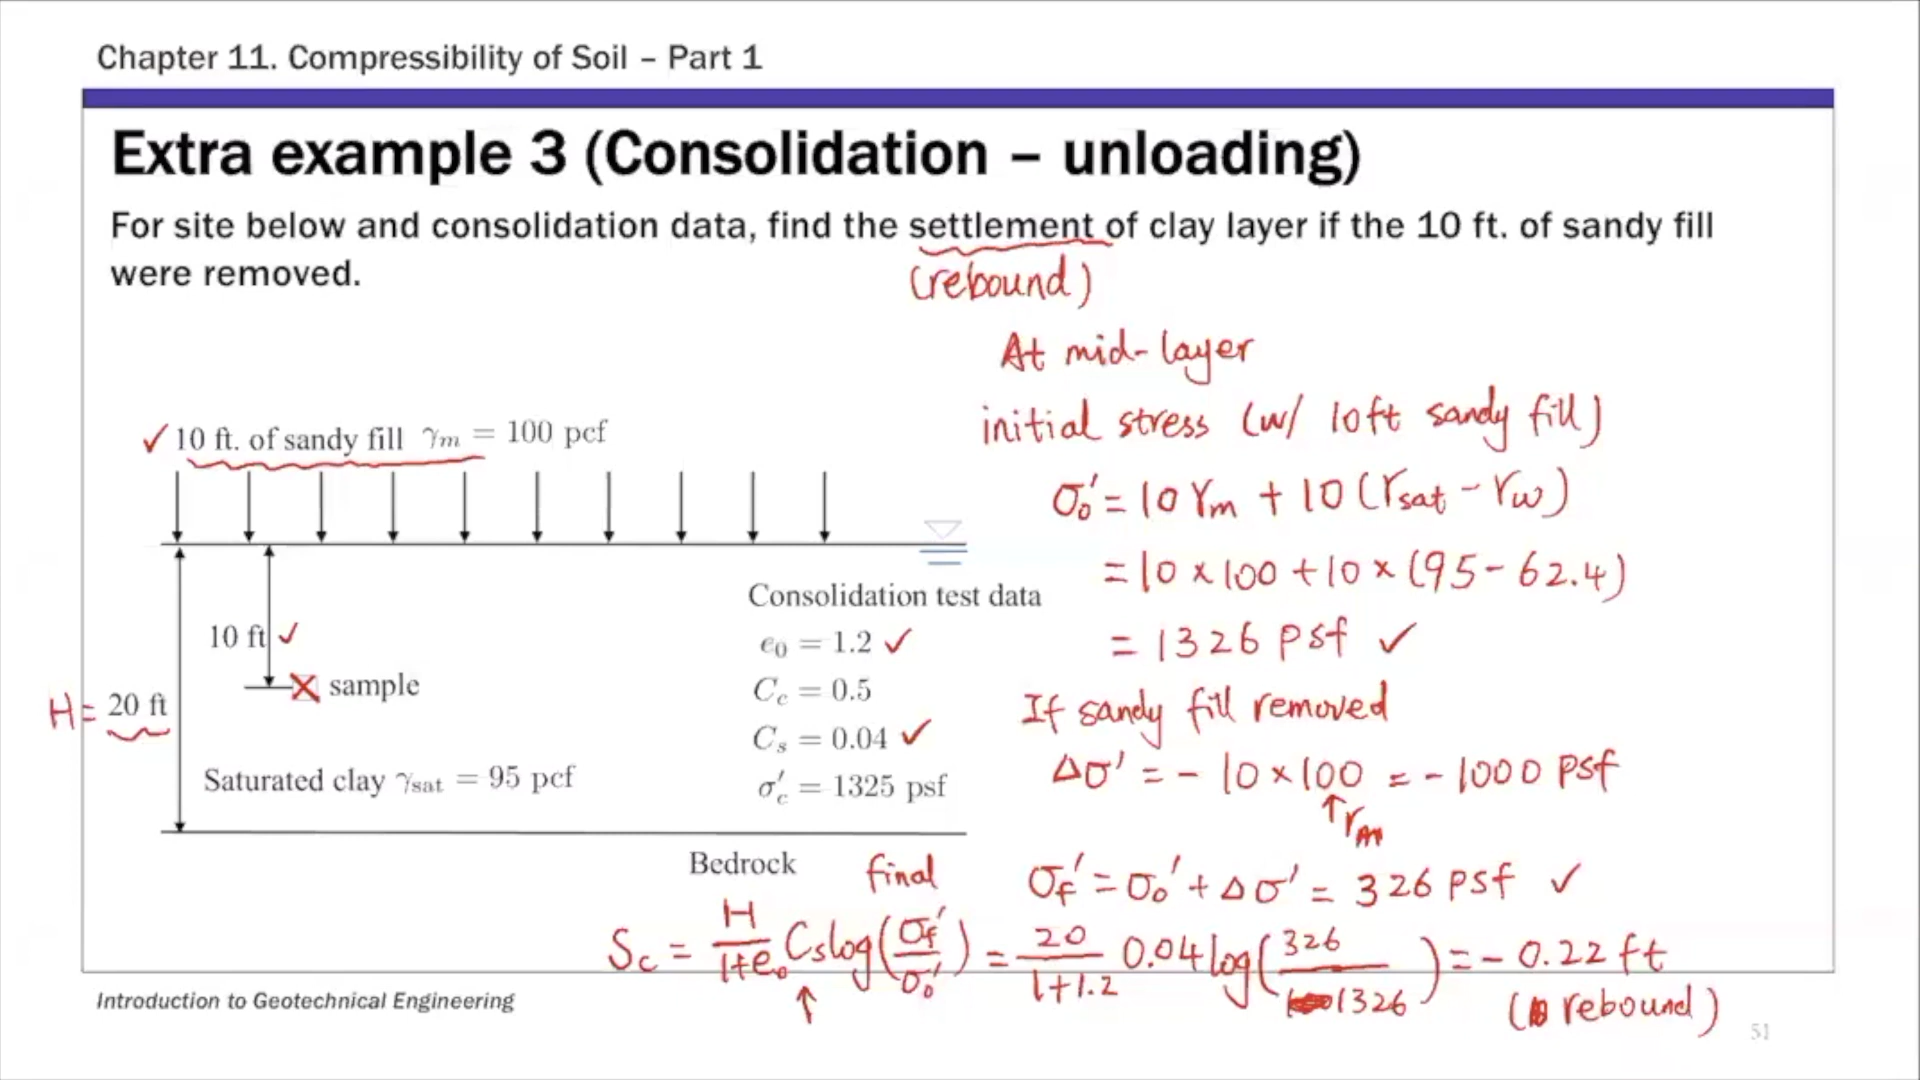 Chapter 11. Compressibility of Soil – Part 1
Extra example 3 (Consolidation – unloading)
For site below and consolidation data, find the settlement of clay layer if the 10 ft. of sandy fill
were removed.
(rebound)
At mid-layer
initial stress (w/ 10ft sandy fill)
✓ 10 ft. of sandy fill γm = 100 pcf
σ₀' = 10 γm + 10 (γsat - γw)
= 10 × 100 + 10 × (95 - 62.4)
= 1326 psf ✓
Consolidation test data
10 ft ✓
e₀ = 1.2 ✓
sample
Cc = 0.5
H = 20 ft
Cs = 0.04 ✓
Saturated clay γsat = 95 pcf
σ'c = 1325 psf
If sandy fill removed
Δσ' = - 10 × 100 = - 1000 psf
↑ γm
Bedrock
final
σf' = σ₀' + Δσ' = 326 psf ✓
Sc = H/(1+e₀) Cs log(σf'/σ₀') = 20/(1+1.2) 0.04 log(326/1326) = - 0.22 ft
↑
(rebound)
Introduction to Geotechnical Engineering
51